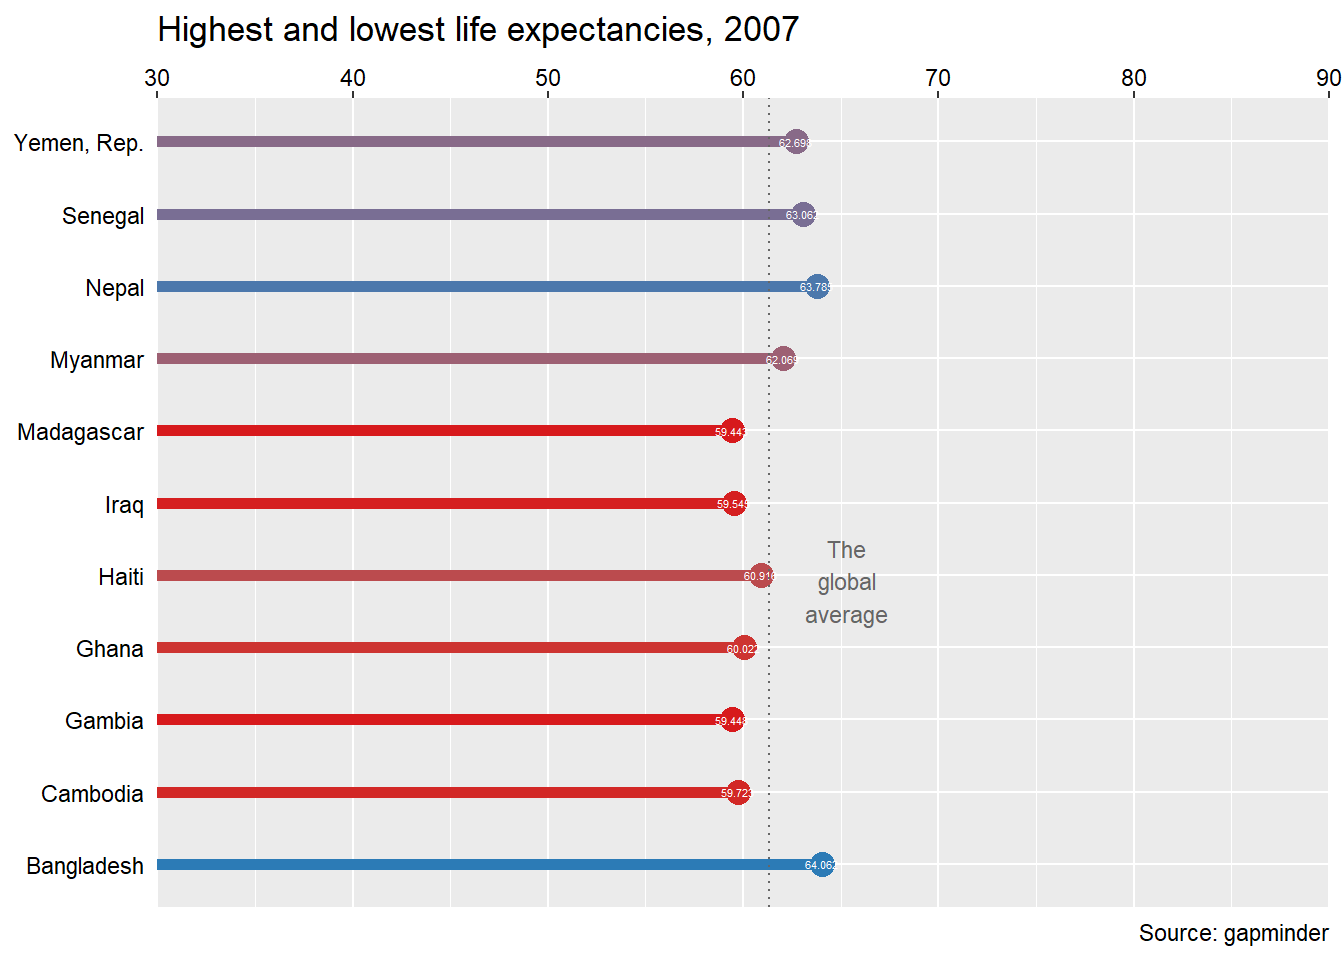 Highest and lowest life expectancies, 2007
30 40 50 60 70 80 90
Yemen, Rep. 62.698
Senegal 63.062
Nepal 63.785
Myanmar 62.069
Madagascar 59.443
Iraq 59.545
The
Haiti 60.916 global
average
Ghana 60.022
Gambia 59.448
Cambodia 59.723
Bangladesh 64.062
Source: gapminder